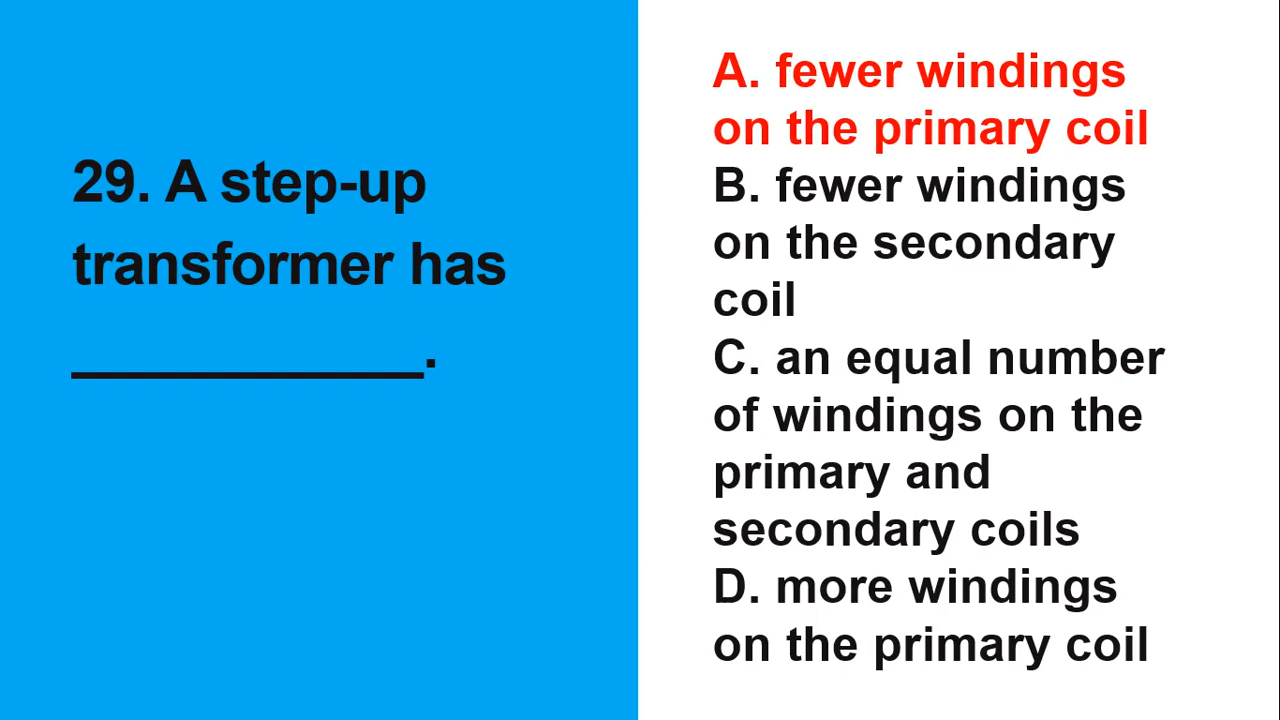 29. A step-up
transformer has
___________.
A. fewer windings
on the primary coil
B. fewer windings
on the secondary
coil
C. an equal number
of windings on the
primary and
secondary coils
D. more windings
on the primary coil